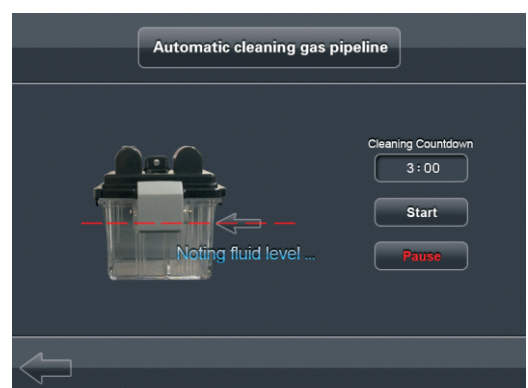 Automatic cleaning gas pipeline
Cleaning Countdown
3:00
Start
Noting fluid level ...
Pause